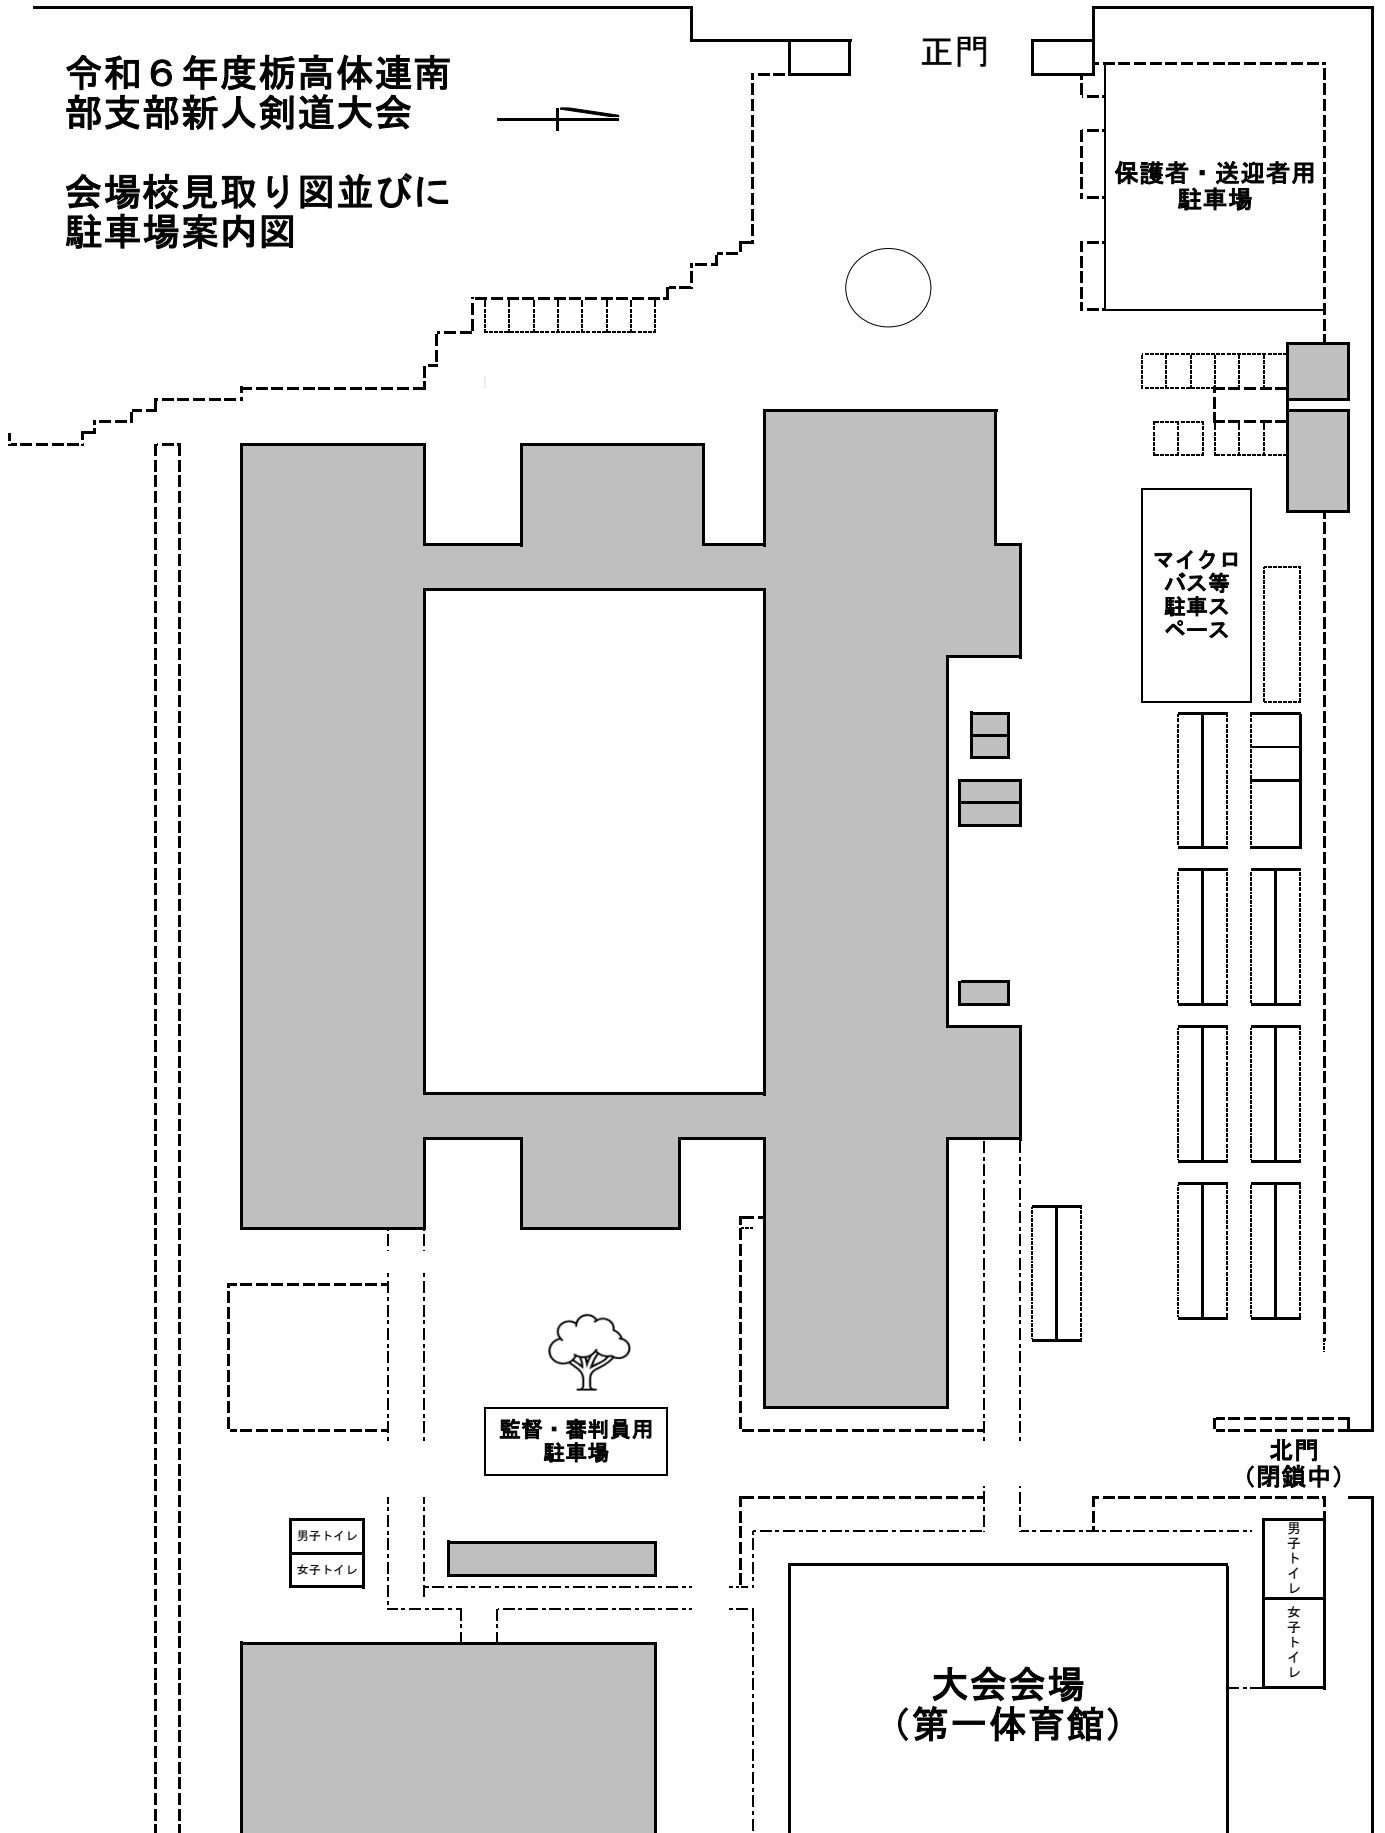 令和６年度栃高体連南
部支部新人剣道大会
会場校見取り図並びに
駐車場案内図
正門
保護者・送迎者用
駐車場
マイクロ
バス等
駐車ス
ペース
監督・審判員用
駐車場
北門
（閉鎖中）
男子トイレ
女子トイレ
男子トイレ
女子トイレ
大会会場
（第一体育館）